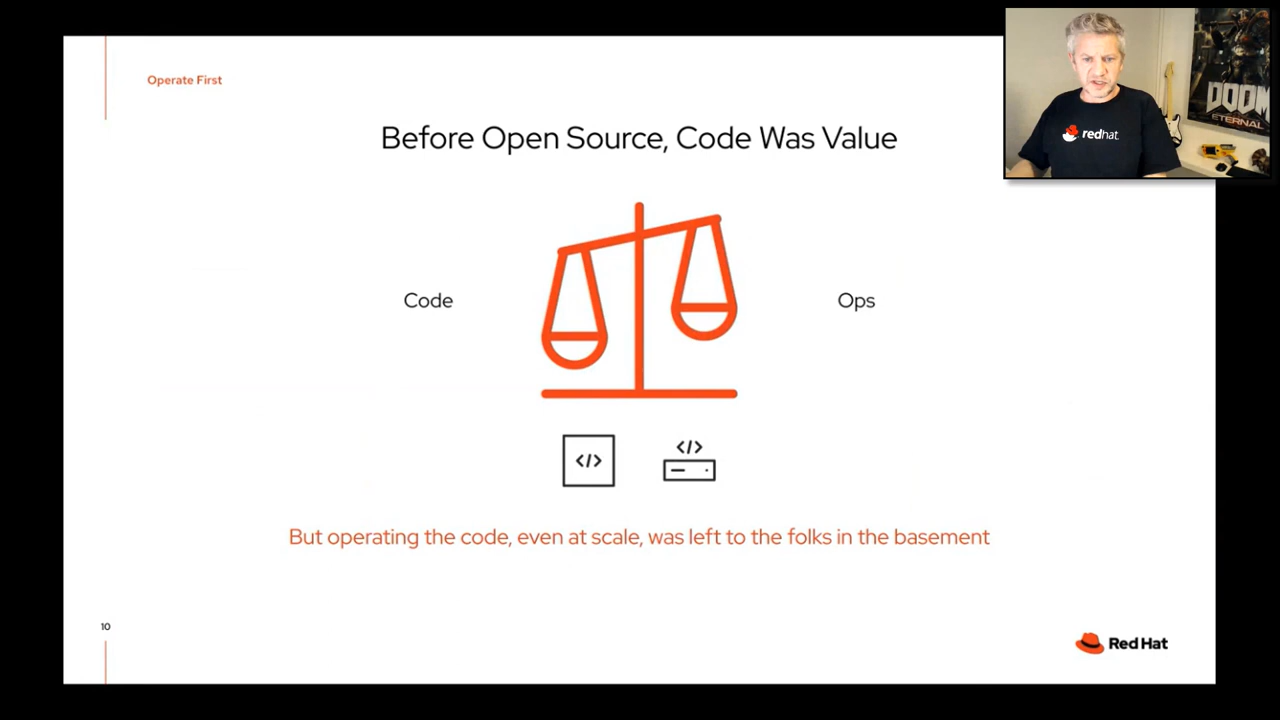 Operate First
Before Open Source, Code Was Value
DOOM
ETERNAL
redhat.
Code
Ops
</>
</>
But operating the code, even at scale, was left to the folks in the basement
10
Red Hat